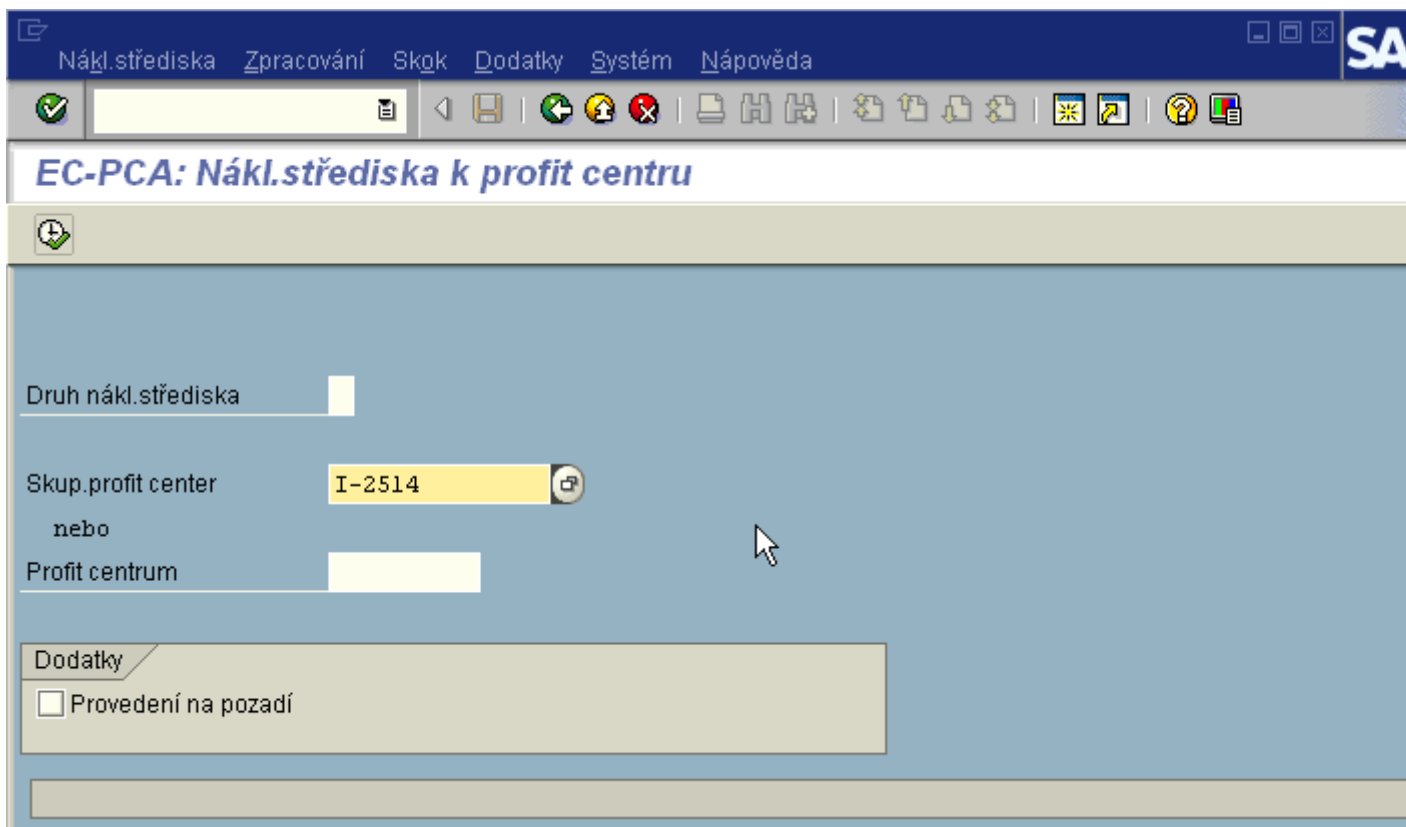 Nákl.střediska Zpracování Skok Dodatky Systém Nápověda
SA
EC-PCA: Nákl.střediska k profit centru
Druh nákl.střediska
Skup.profit center I-2514
nebo
Profit centrum
Dodatky
Provedení na pozadí